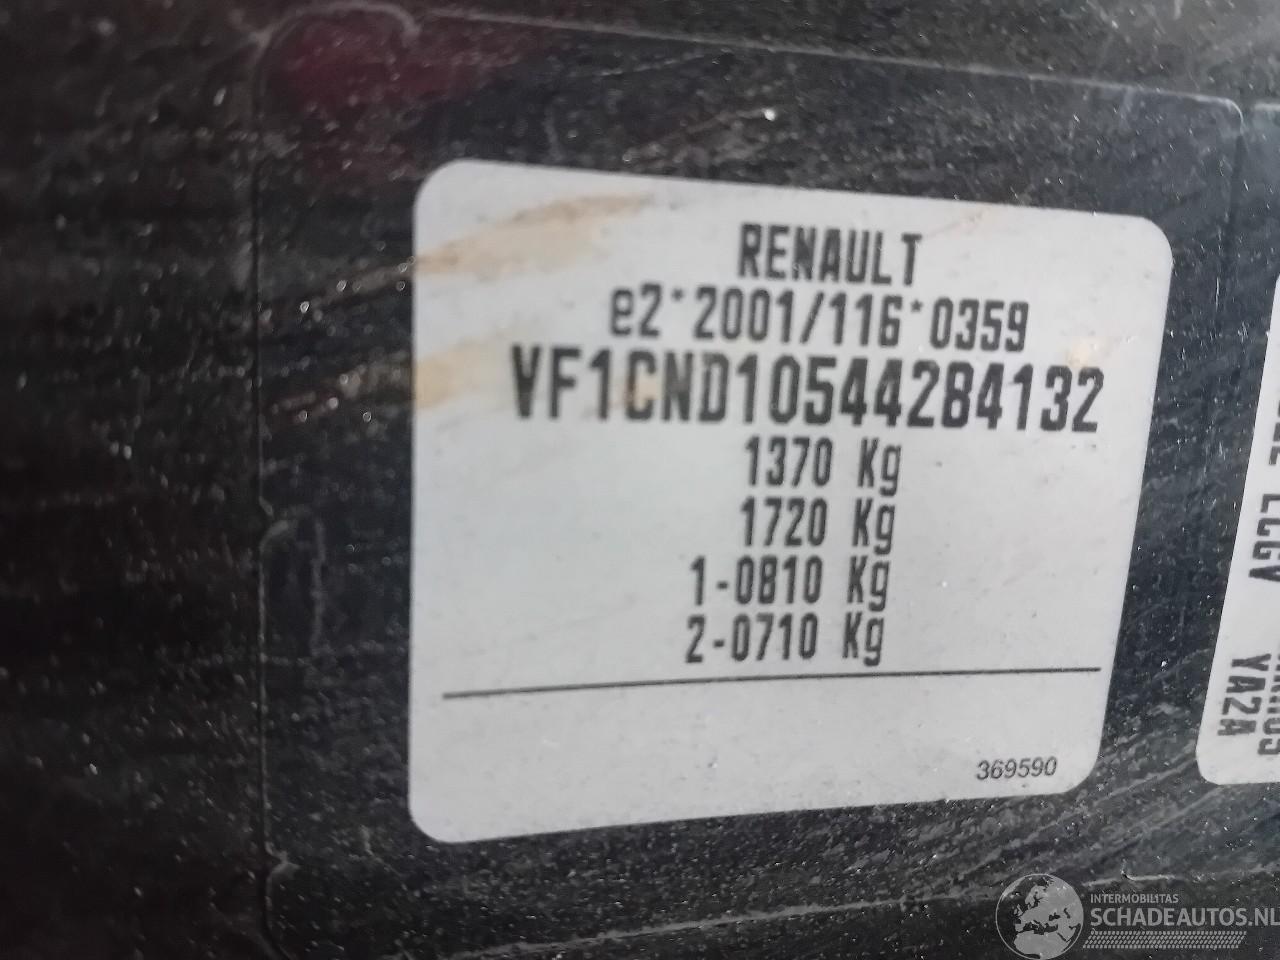 RENAULT
e2*2001/116*0359
VF1CND10544284132
1370 Kg
1720 Kg
1-0810 Kg
2-0710 Kg
369590
YA2A
INTERMOBILITAS
SCHADEAUTOS.NL